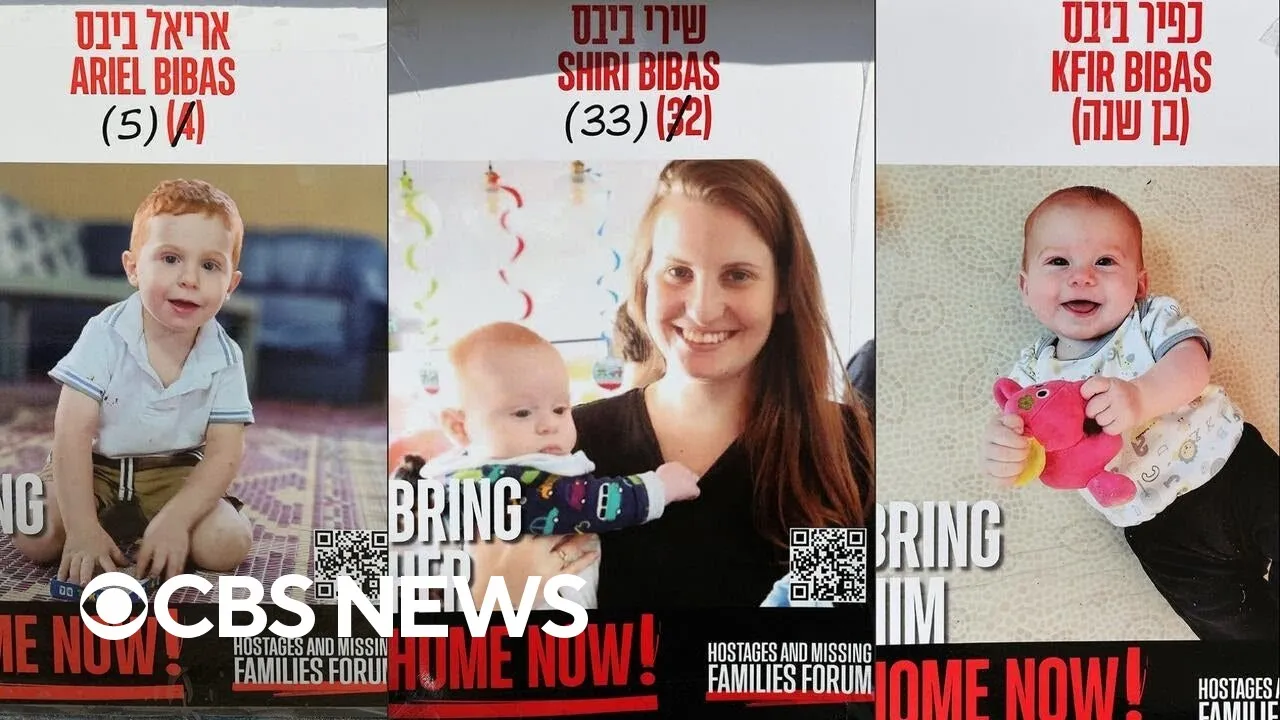 אריאל ביבס
ARIEL BIBAS
(5) (4)
NG
ME NOW!
HOSTAGES AND MISSING
FAMILIES FORUM
שירי ביבס
SHIRI BIBAS
(33) (32)
BRING
HER
HOME NOW!
HOSTAGES AND MISSING
FAMILIES FORUM
כפיר ביבס
KFIR BIBAS
(בן שנה)
BRING
HIM
HOME NOW!
HOSTAGES A
FAMILIE
CBS NEWS